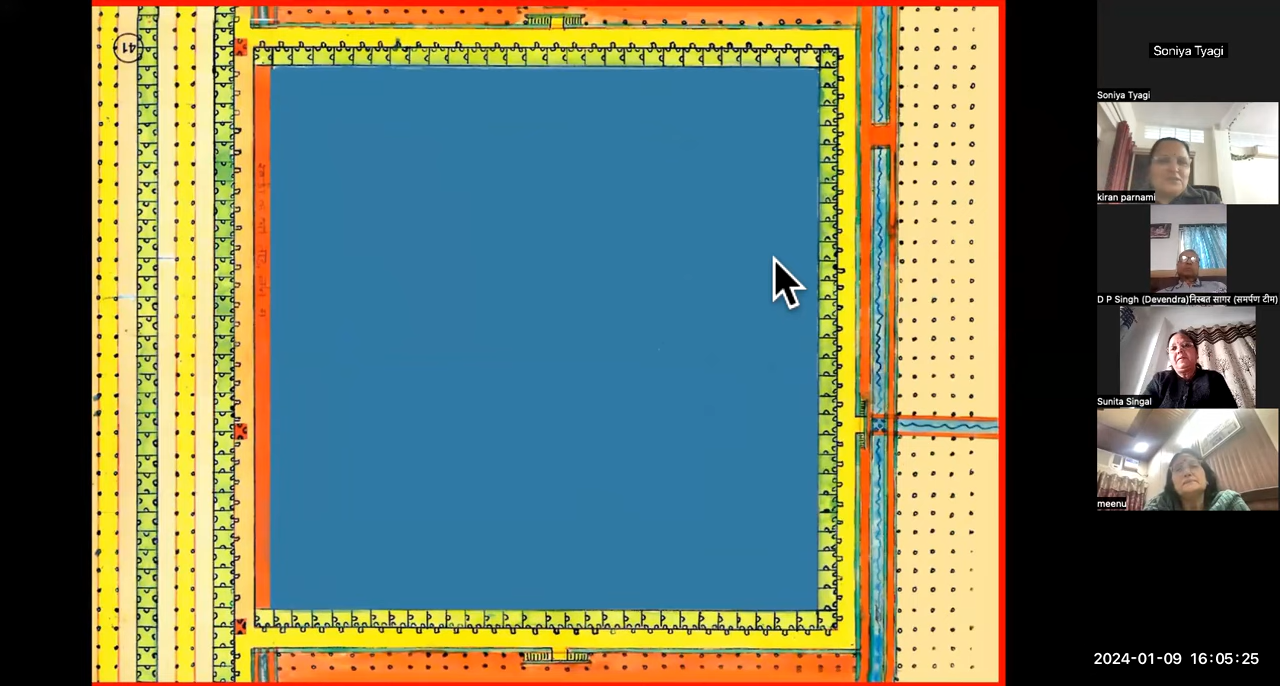 41
Soniya Tyagi
Soniya Tyagi
kiran parnami
D P Singh (Devendra)निस्बत सागर (समर्पण टीम)
Sunita Singal
meenu
2024-01-09 16:05:25